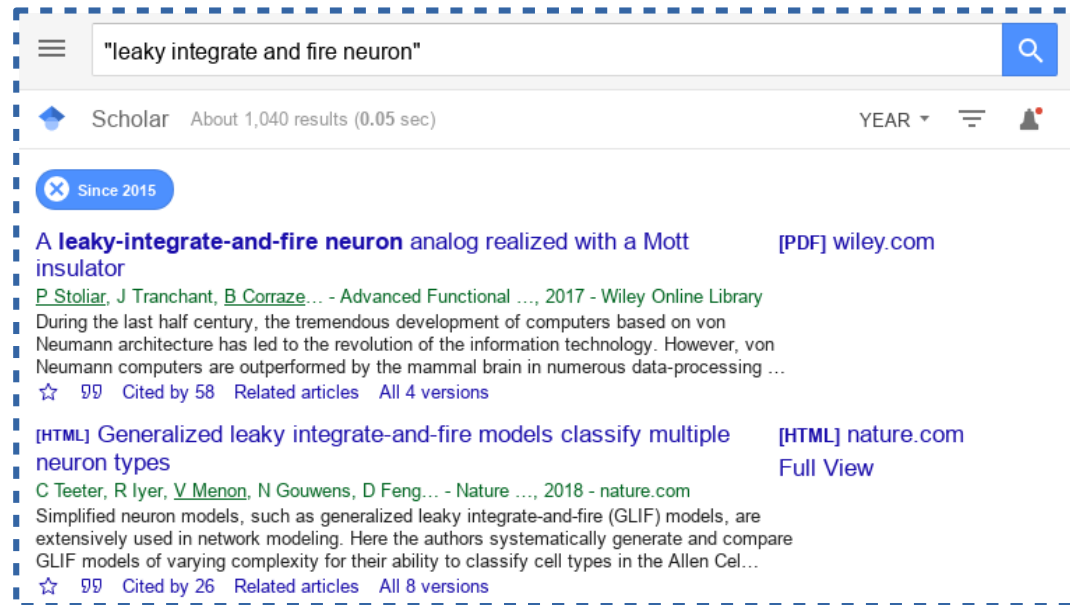 "leaky integrate and fire neuron"
Scholar About 1,040 results (0.05 sec) YEAR
Since 2015
A leaky-integrate-and-fire neuron analog realized with a Mott [PDF] wiley.com
insulator
P Stoliar, J Tranchant, B Corraze... - Advanced Functional ..., 2017 - Wiley Online Library
During the last half century, the tremendous development of computers based on von
Neumann architecture has led to the revolution of the information technology. However, von
Neumann computers are outperformed by the mammal brain in numerous data-processing ...
Cited by 58 Related articles All 4 versions
[HTML] Generalized leaky integrate-and-fire models classify multiple [HTML] nature.com
neuron types Full View
C Teeter, R Iyer, V Menon, N Gouwens, D Feng... - Nature ..., 2018 - nature.com
Simplified neuron models, such as generalized leaky integrate-and-fire (GLIF) models, are
extensively used in network modeling. Here the authors systematically generate and compare
GLIF models of varying complexity for their ability to classify cell types in the Allen Cel...
Cited by 26 Related articles All 8 versions